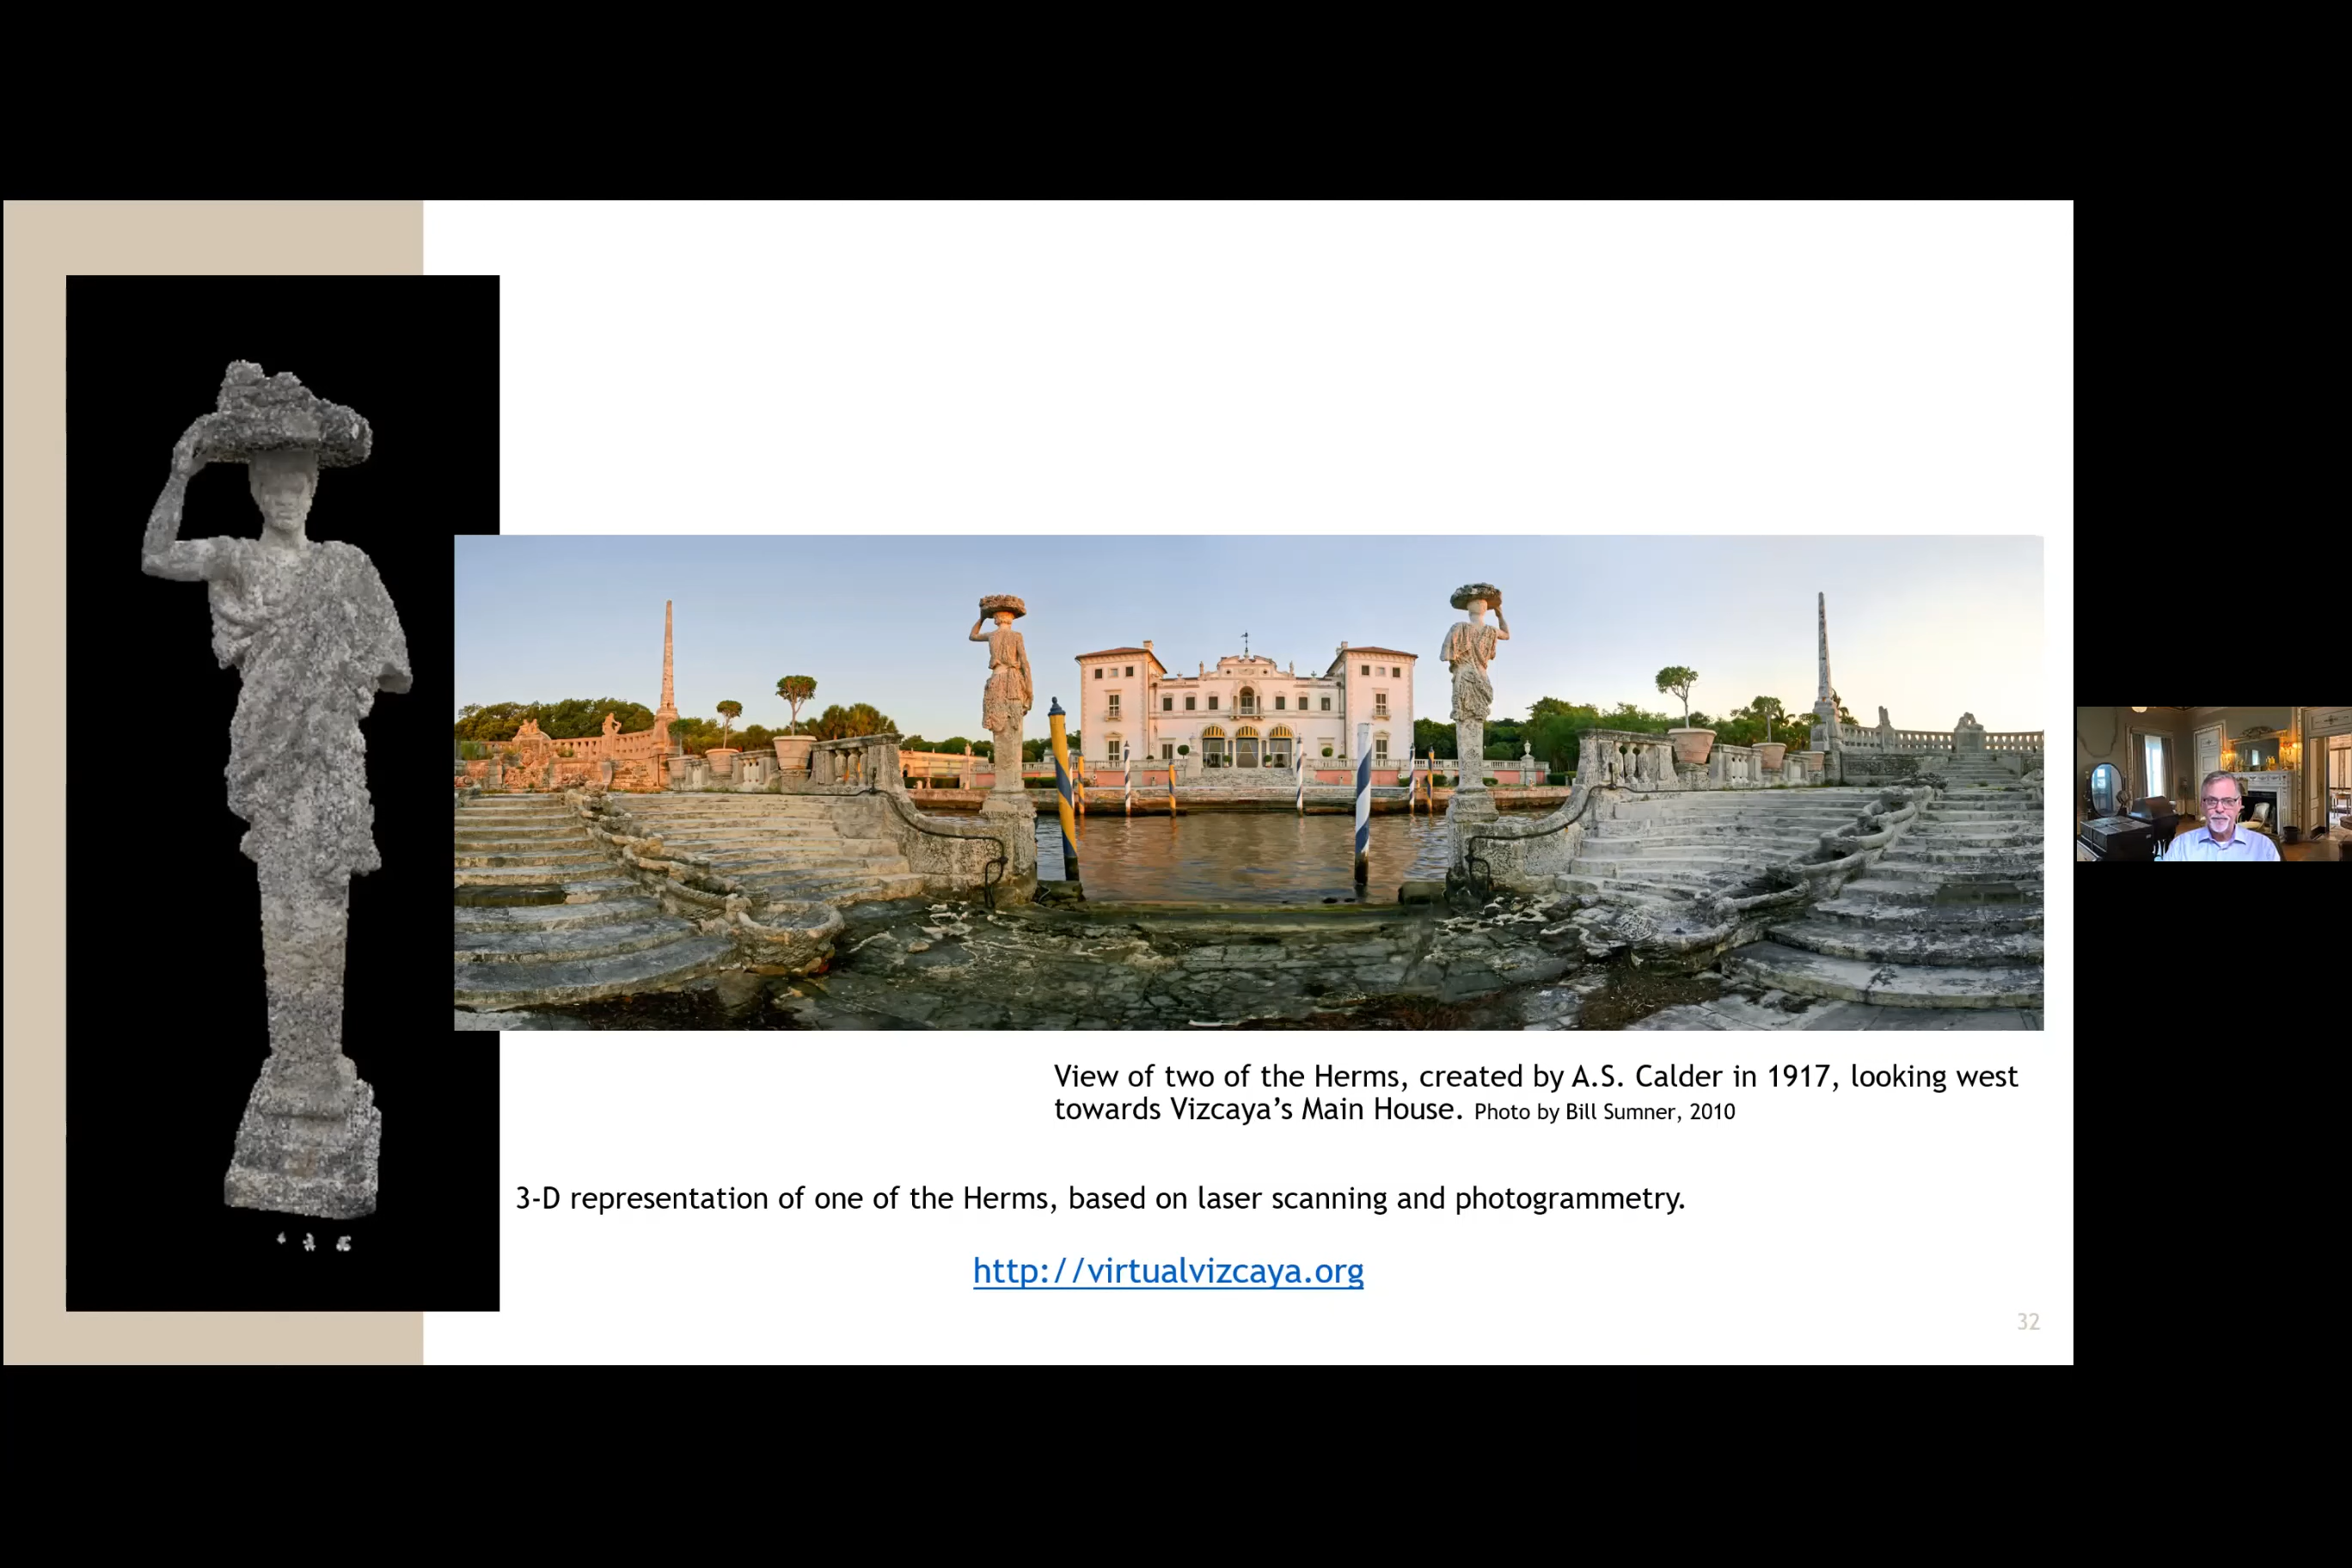 View of two of the Herms, created by A.S. Calder in 1917, looking west
towards Vizcaya’s Main House. Photo by Bill Sumner, 2010
3-D representation of one of the Herms, based on laser scanning and photogrammetry.
http://virtualvizcaya.org
32